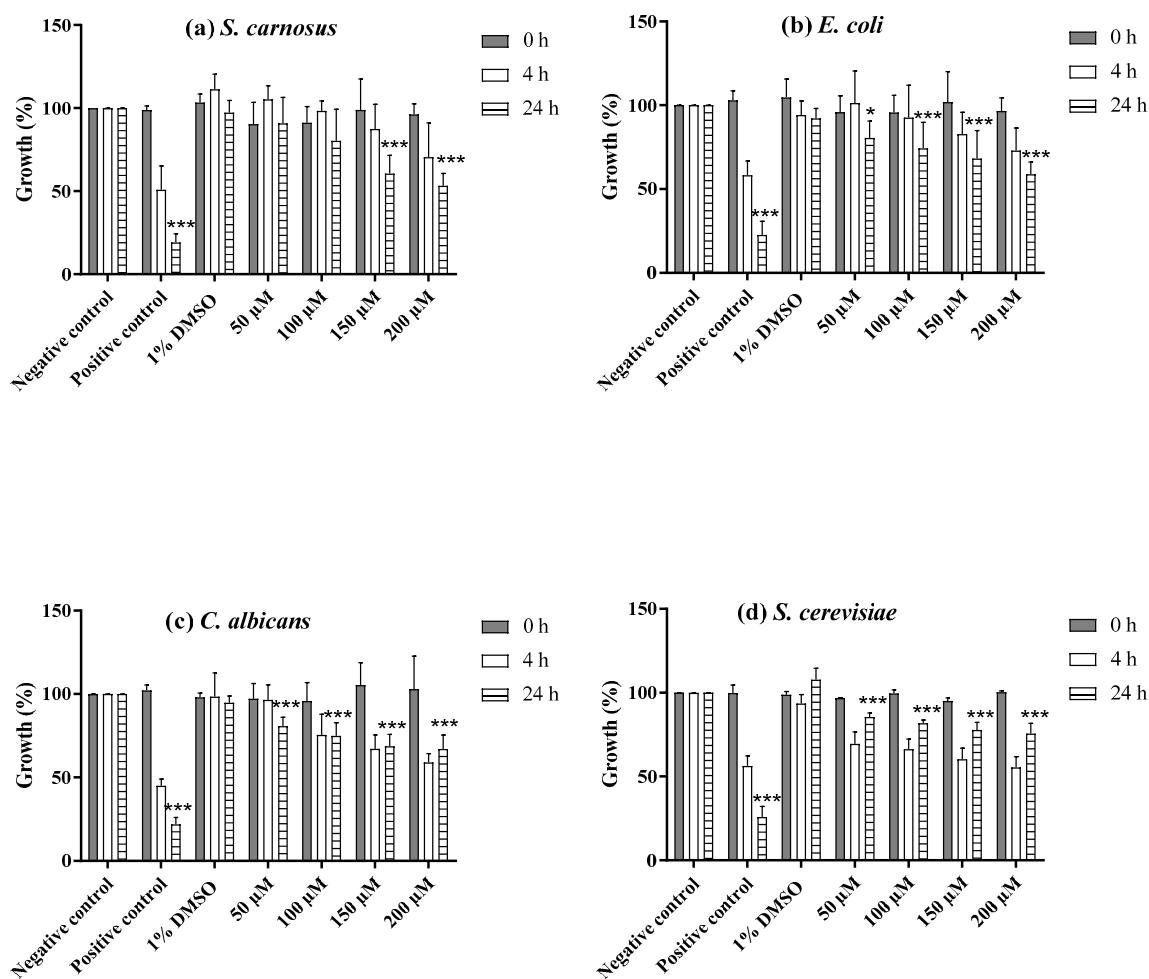 (a) S. carnosus
Growth (%)
150
100
50
0
***
***
***
Negative control
Positive control
1% DMSO
50 µM
100 µM
150 µM
200 µM
0 h
4 h
24 h
(b) E. coli
Growth (%)
150
100
50
0
***
*
***
***
***
Negative control
Positive control
1% DMSO
50 µM
100 µM
150 µM
200 µM
0 h
4 h
24 h
(c) C. albicans
Growth (%)
150
100
50
0
***
***
***
***
***
Negative control
Positive control
1% DMSO
50 µM
100 µM
150 µM
200 µM
0 h
4 h
24 h
(d) S. cerevisiae
Growth (%)
150
100
50
0
***
***
***
***
***
Negative control
Positive control
1% DMSO
50 µM
100 µM
150 µM
200 µM
0 h
4 h
24 h